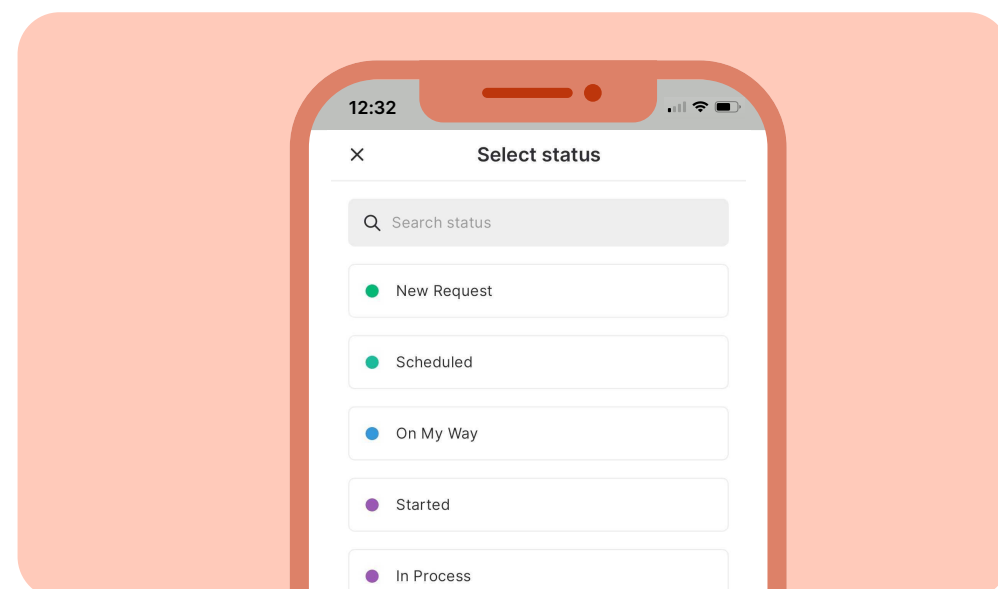 12:32
Select status
Search status
New Request
Scheduled
On My Way
Started
In Process